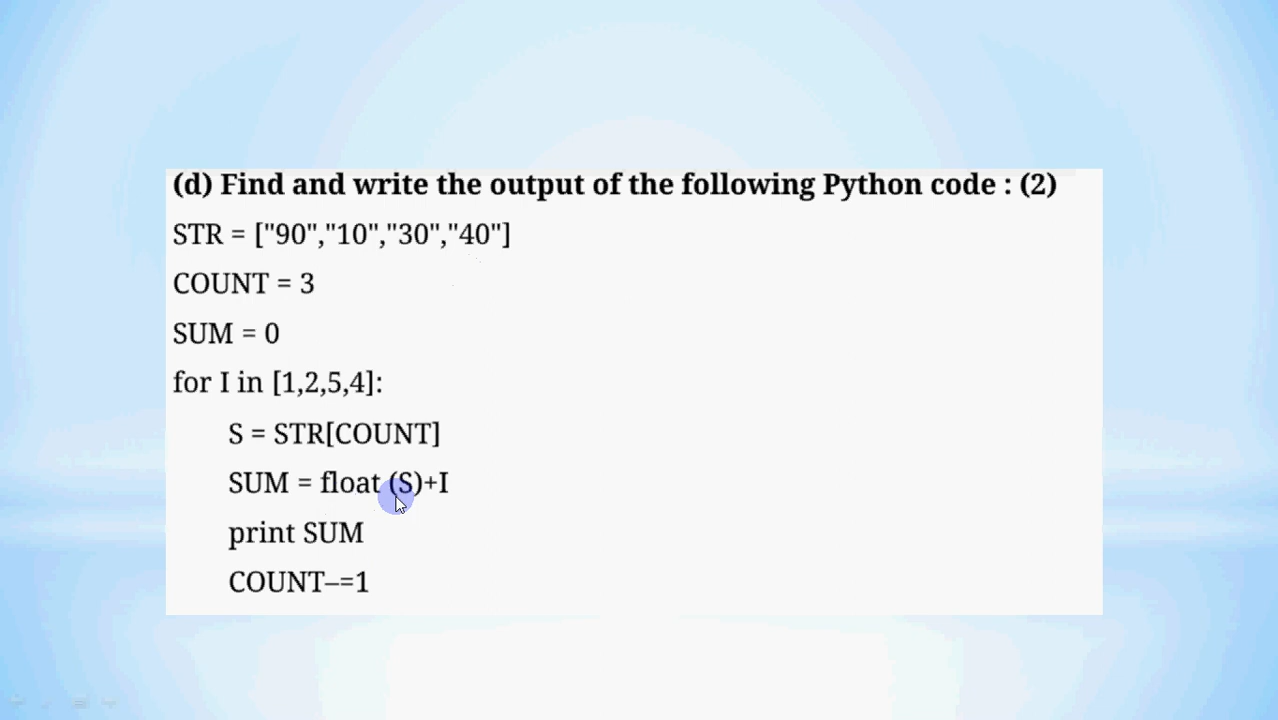 (d) Find and write the output of the following Python code : (2)
STR = ["90","10","30","40"]
COUNT = 3
SUM = 0
for I in [1,2,5,4]:
S = STR[COUNT]
SUM = float (S)+I
print SUM
COUNT–=1